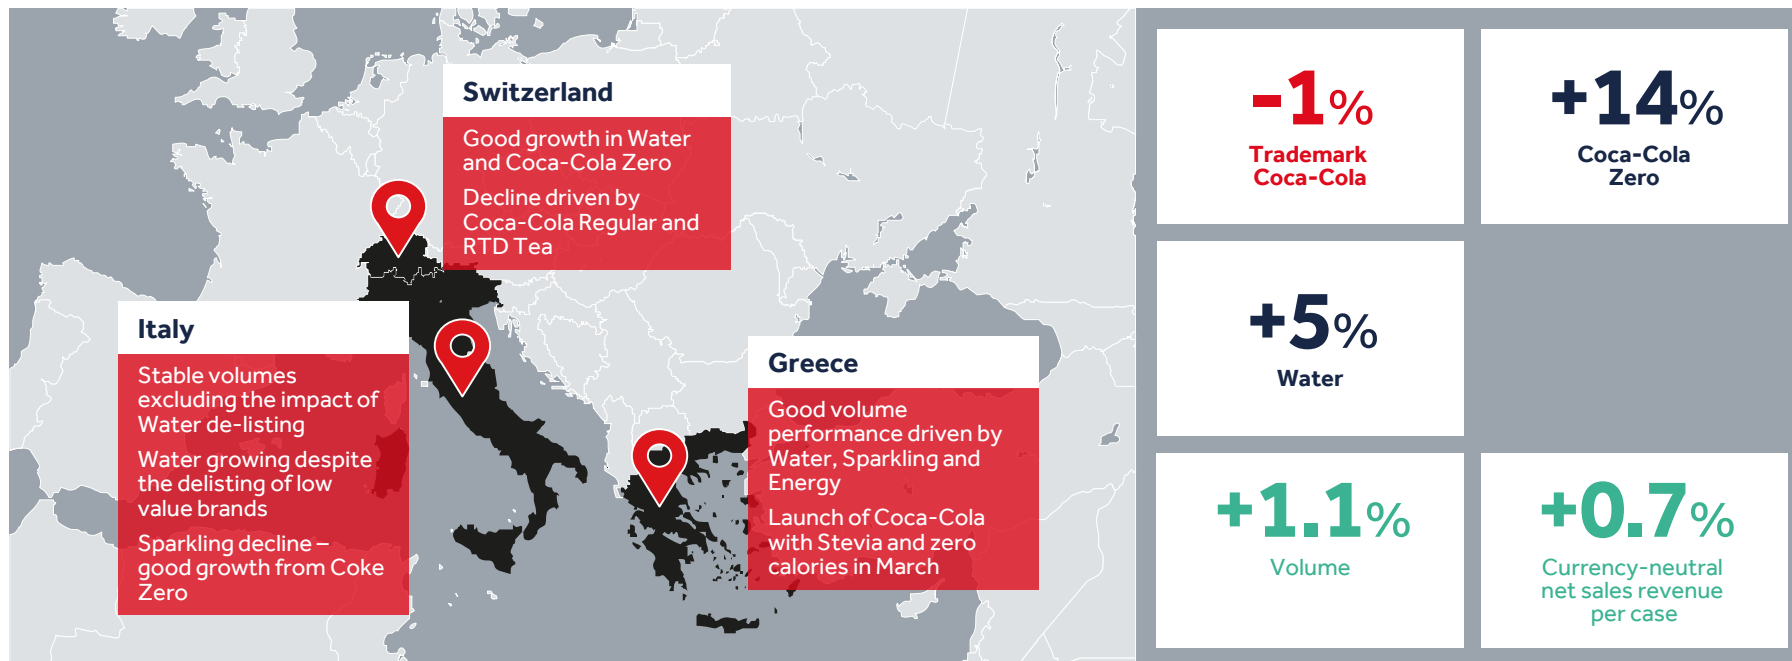 Switzerland
Good growth in Water
and Coca-Cola Zero
Decline driven by
Coca-Cola Regular and
RTD Tea
Italy
Stable volumes
excluding the impact of
Water de-listing
Water growing despite
the delisting of low
value brands
Sparkling decline –
good growth from Coke
Zero
Greece
Good volume
performance driven by
Water, Sparkling and
Energy
Launch of Coca-Cola
with Stevia and zero
calories in March
-1%
Trademark
Coca-Cola
+14%
Coca-Cola
Zero
+5%
Water
+1.1%
Volume
+0.7%
Currency-neutral
net sales revenue
per case